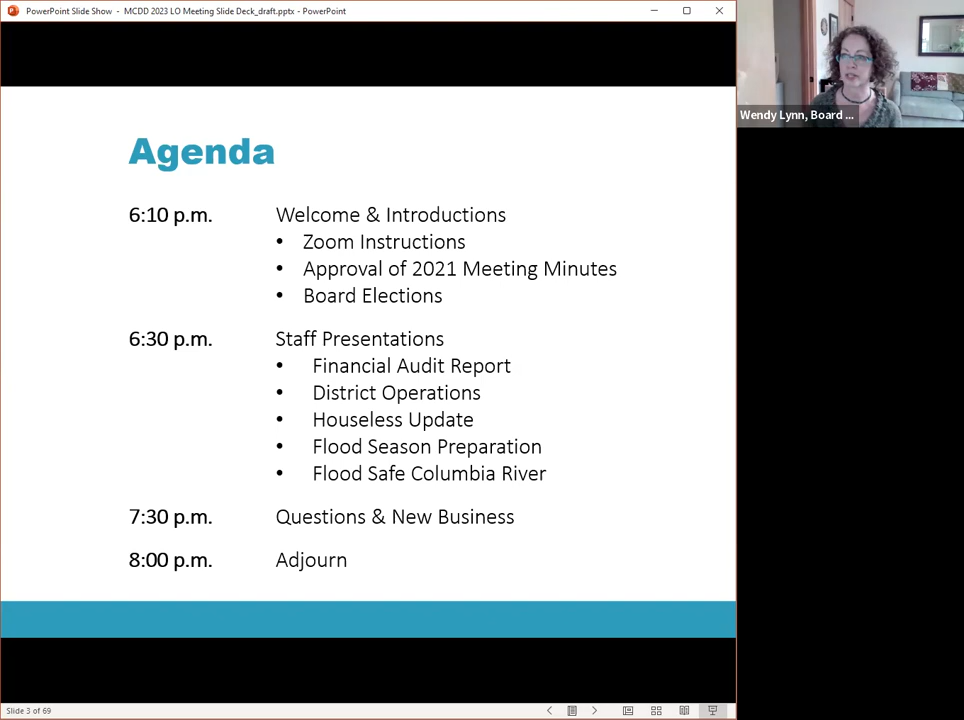 PowerPoint Slide Show - MCDD 2023 LO Meeting Slide Deck_draft.pptx - PowerPoint
Wendy Lynn, Board ...
Agenda
6:10 p.m. Welcome & Introductions
• Zoom Instructions
• Approval of 2021 Meeting Minutes
• Board Elections
6:30 p.m. Staff Presentations
• Financial Audit Report
• District Operations
• Houseless Update
• Flood Season Preparation
• Flood Safe Columbia River
7:30 p.m. Questions & New Business
8:00 p.m. Adjourn
Slide 3 of 69